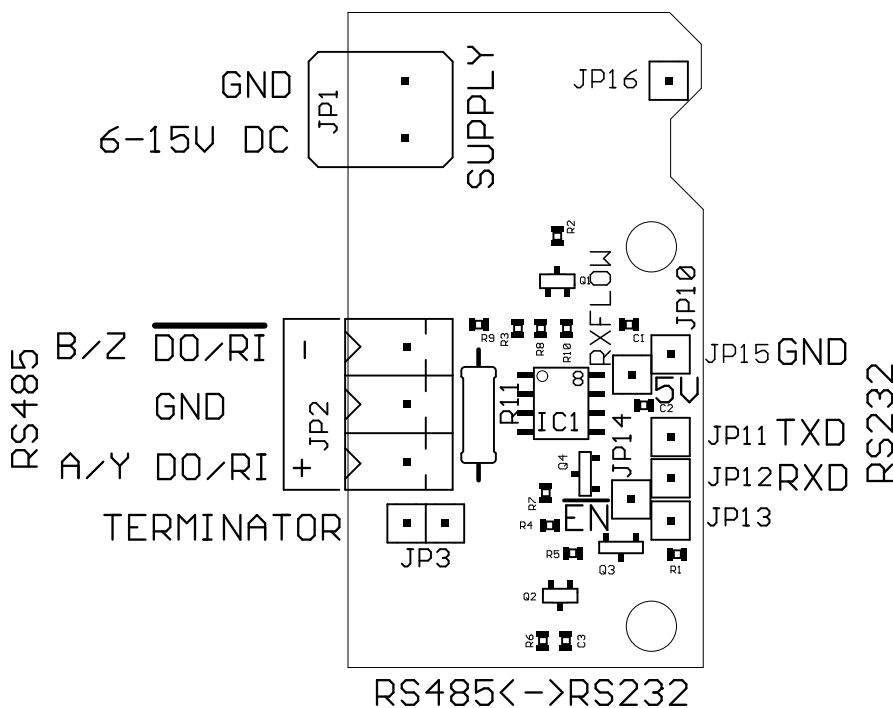 GND
6-15V DC
JP1
SUPPLY
JP16
R2
Q1
RXFLOW
JP10
RS485
B/Z DO/RI
GND
A/Y DO/RI
-
+
JP2
R9
R3
R8
R10
C1
R11
IC1
8
JP15 GND
5V
C2
JP14
JP11 TXD
JP12 RXD
JP13
RS232
TERMINATOR
JP3
Q4
R7
R4
EN
R5
Q3
R1
Q2
R6
C3
RS485<->RS232